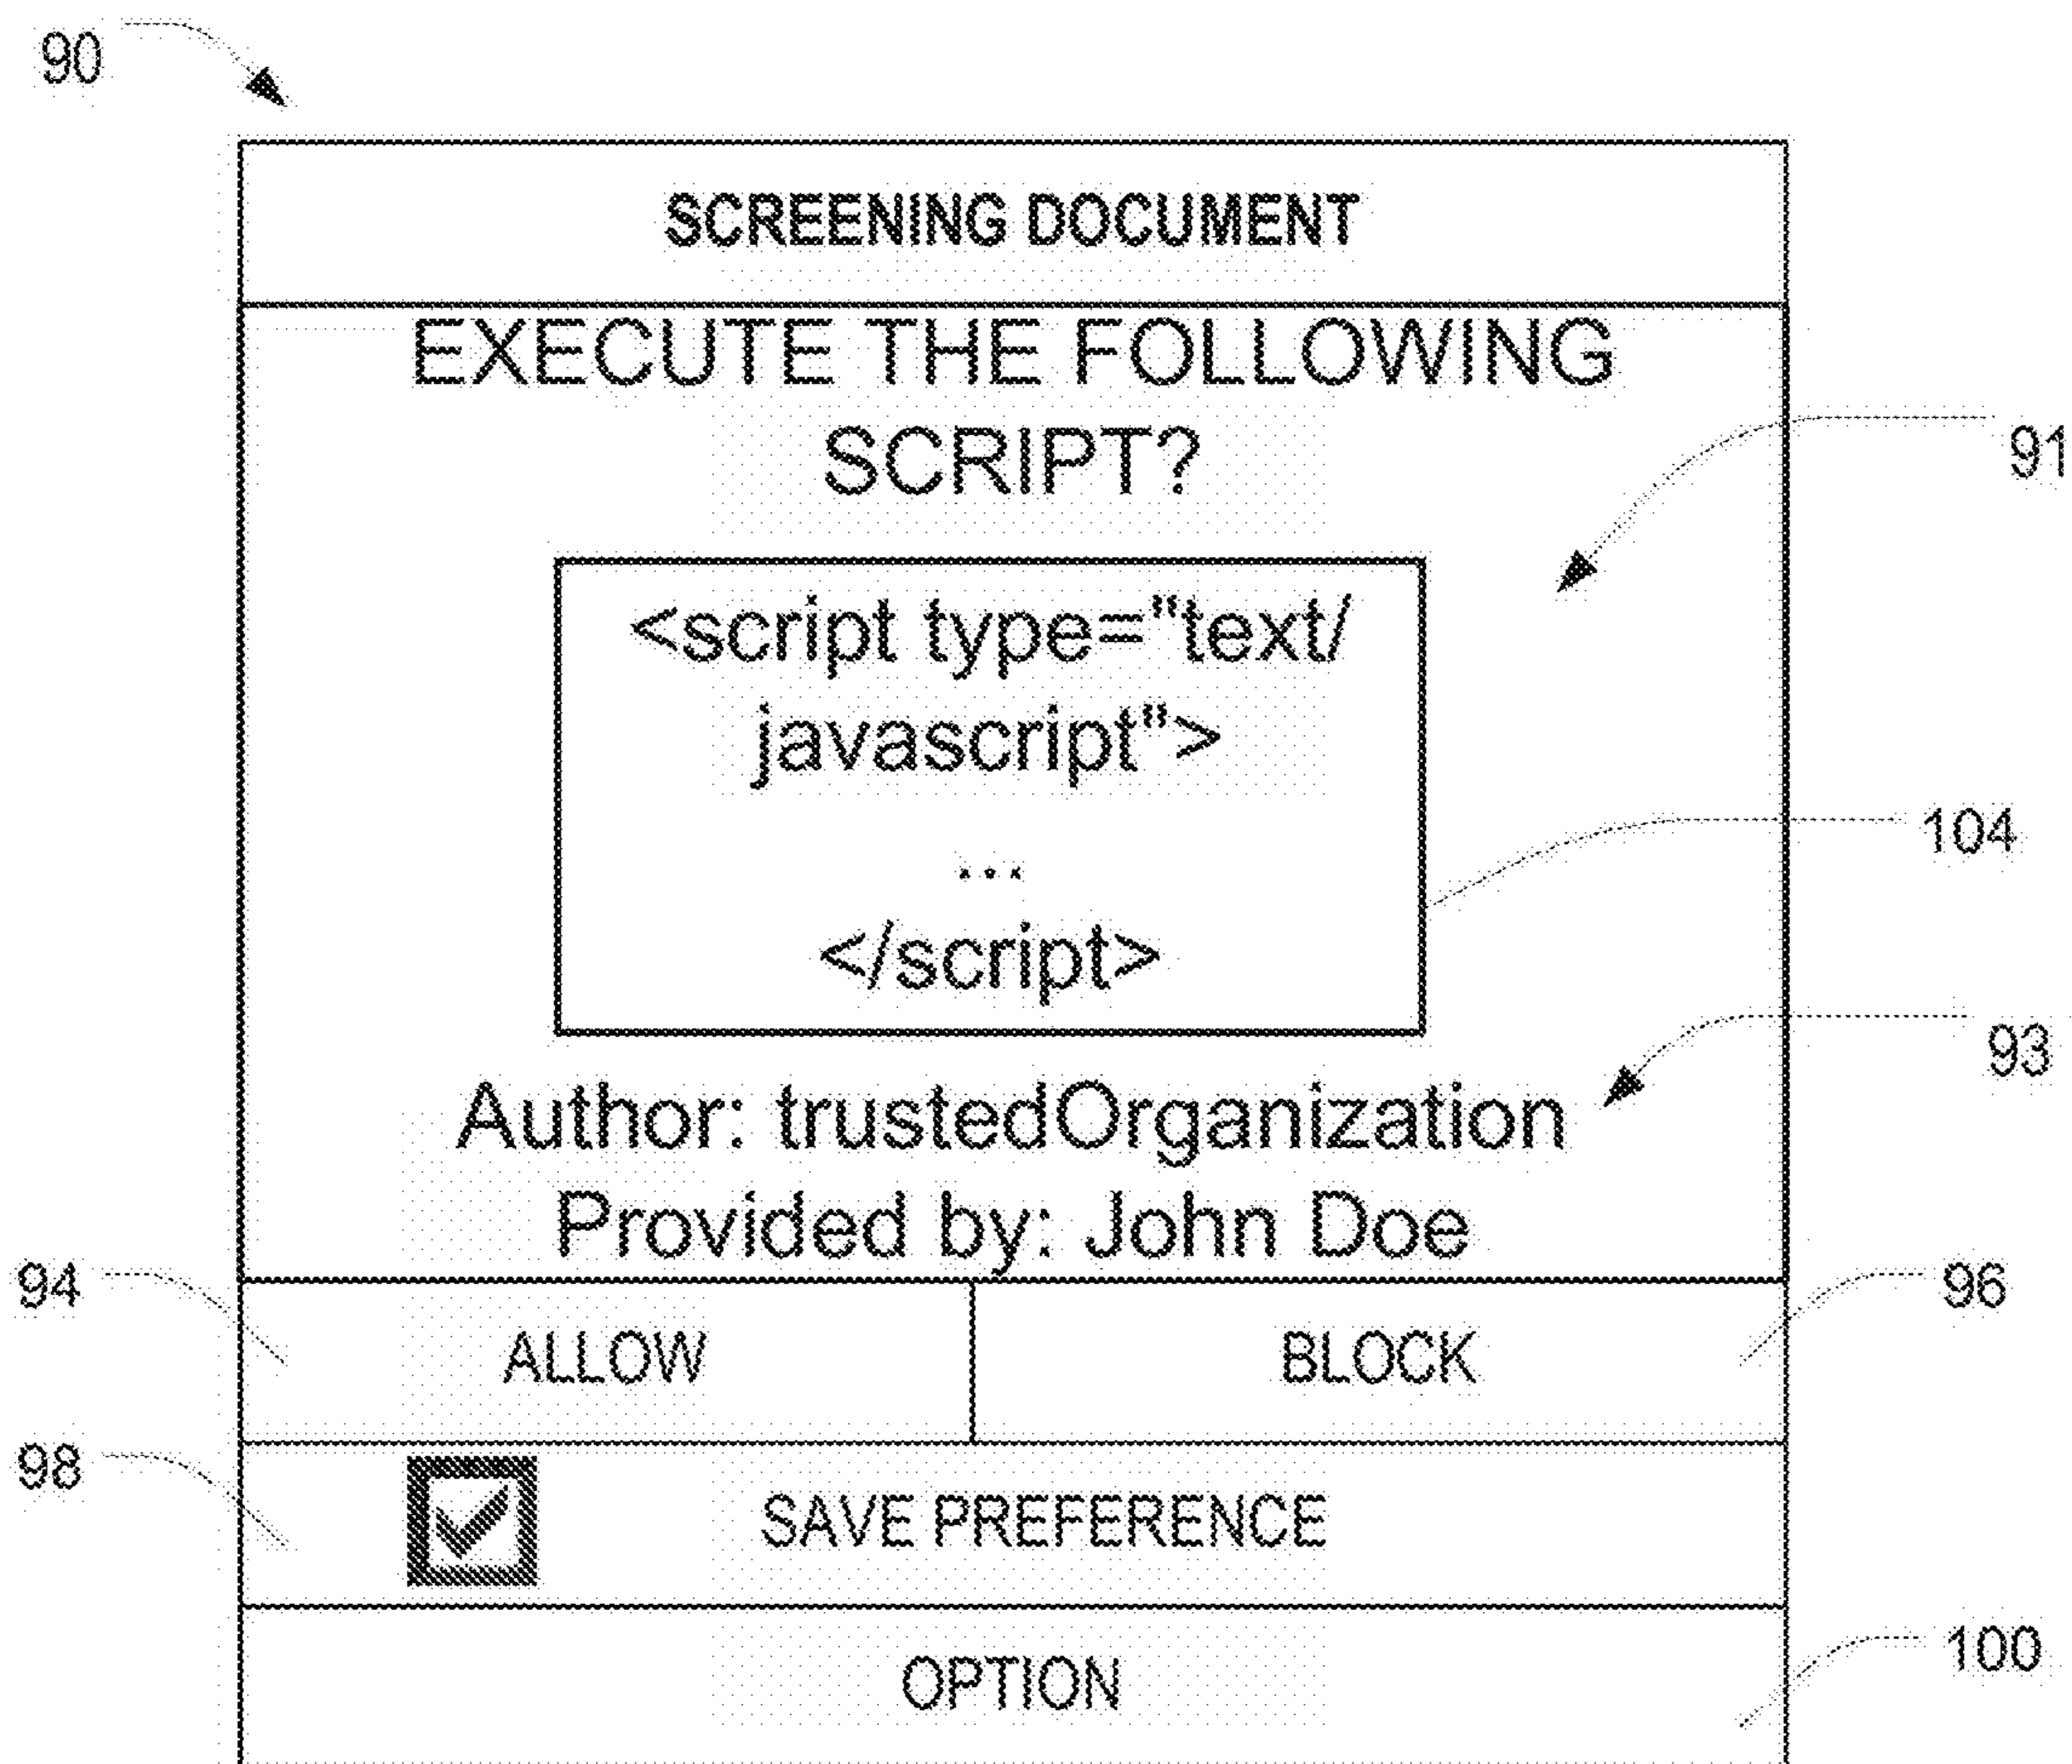 90
SCREENING DOCUMENT
EXECUTE THE FOLLOWING
SCRIPT?
91
<script type="text/
javascript">
...
</script>
104
93
Author: trustedOrganization
Provided by: John Doe
94
ALLOW
BLOCK
96
98
SAVE PREFERENCE
OPTION
100